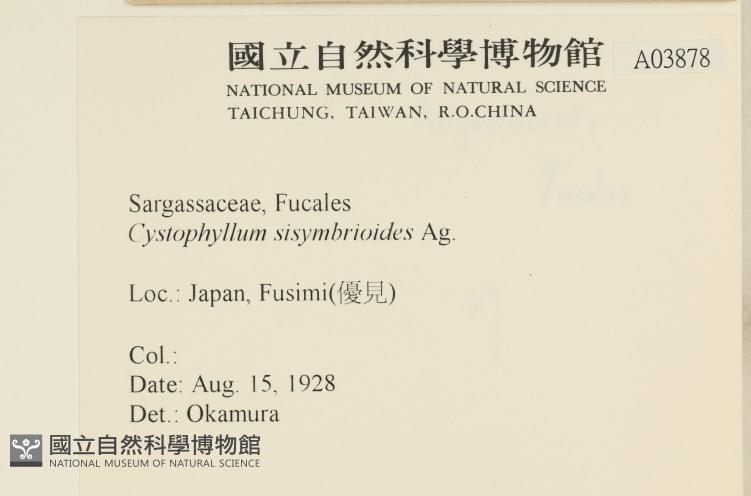 國立自然科學博物館
A03878
NATIONAL MUSEUM OF NATURAL SCIENCE
TAICHUNG, TAIWAN, R.O.CHINA
Sargassaceae, Fucales
Cystophyllum sisymbrioides Ag.
Loc.: Japan, Fusimi(優見)
Col.:
Date: Aug. 15, 1928
Det.: Okamura
國立自然科學博物館
NATIONAL MUSEUM OF NATURAL SCIENCE